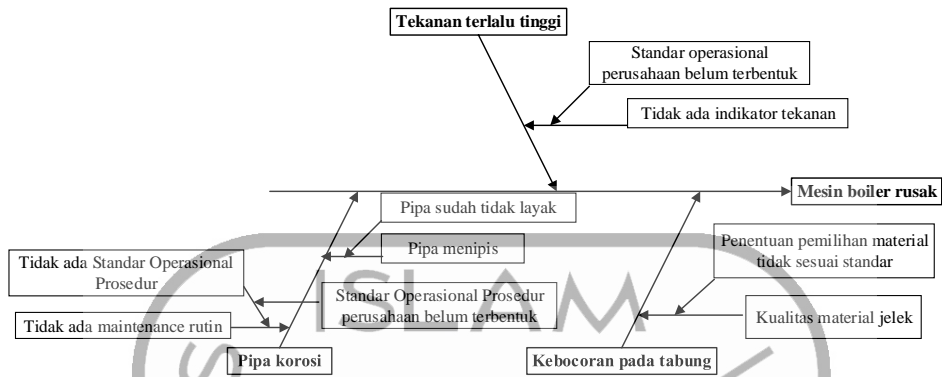 Tekanan terlalu tinggi
Standar operasional
perusahaan belum terbentuk
Tidak ada indikator tekanan
Mesin boiler rusak
Pipa sudah tidak layak
Pipa menipis
Penentuan pemilihan material
tidak sesuai standar
Tidak ada Standar Operasional
Prosedur
Standar Operasional Prosedur
perusahaan belum terbentuk
Kualitas material jelek
Tidak ada maintenance rutin
Pipa korosi
Kebocoran pada tabung
ISLAM